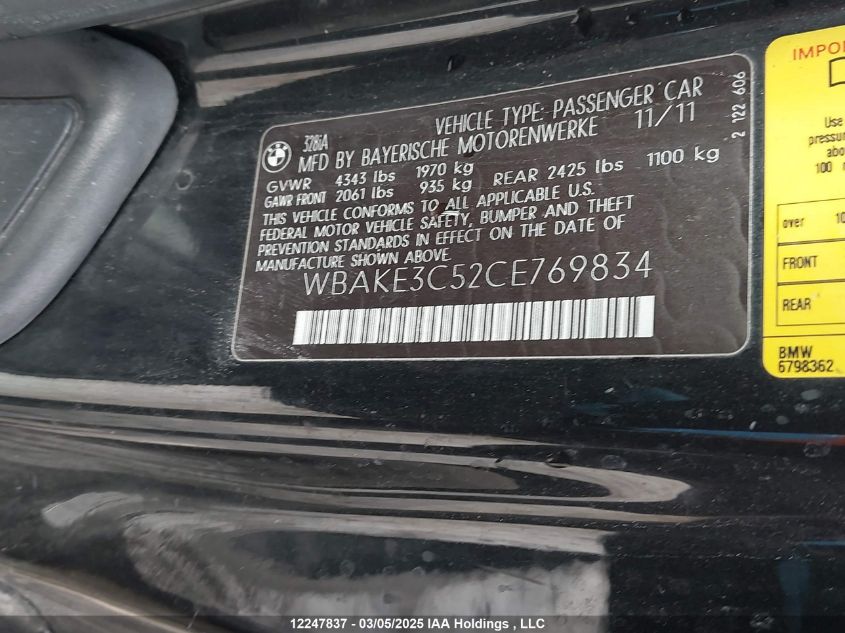 328iA
VEHICLE TYPE: PASSENGER CAR
MFD BY BAYERISCHE MOTORENWERKE 11/11
GVWR 4343 lbs 1970 kg
GAWR FRONT 2061 lbs 935 kg REAR 2425 lbs 1100 kg
THIS VEHICLE CONFORMS TO ALL APPLICABLE U.S.
FEDERAL MOTOR VEHICLE SAFETY, BUMPER AND THEFT
PREVENTION STANDARDS IN EFFECT ON THE DATE OF
MANUFACTURE SHOWN ABOVE.
WBAKE3C52CE769834
2 122 606
IMPOR
Use
pressu
abo
100
over 10
FRONT
REAR
BMW
6798362
12247837 - 03/05/2025 IAA Holdings , LLC